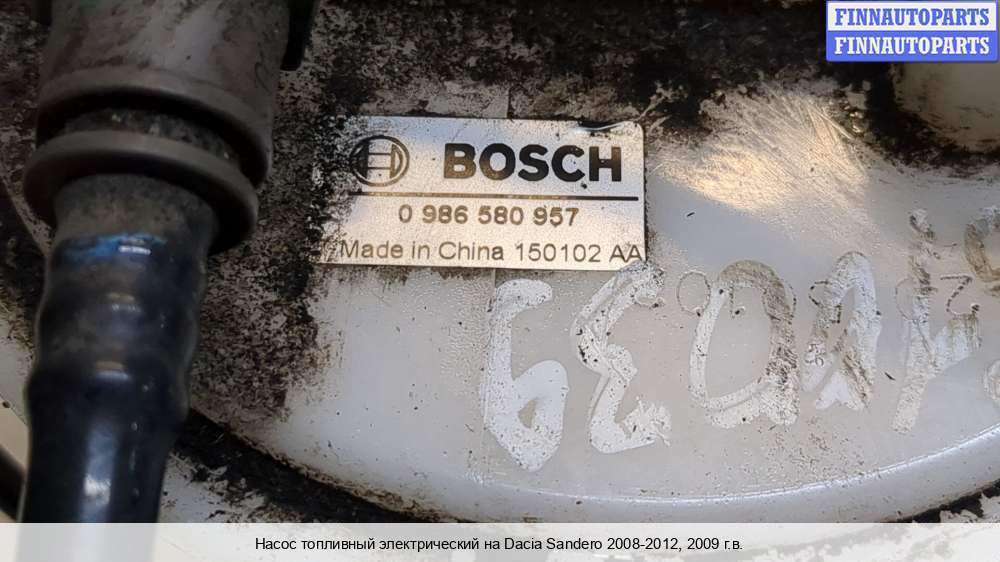 FINNAUTOPARTS
FINNAUTOPARTS
BOSCH
0 986 580 957
Made in China 150102 AA
Насос топливный электрический на Dacia Sandero 2008-2012, 2009 г.в.